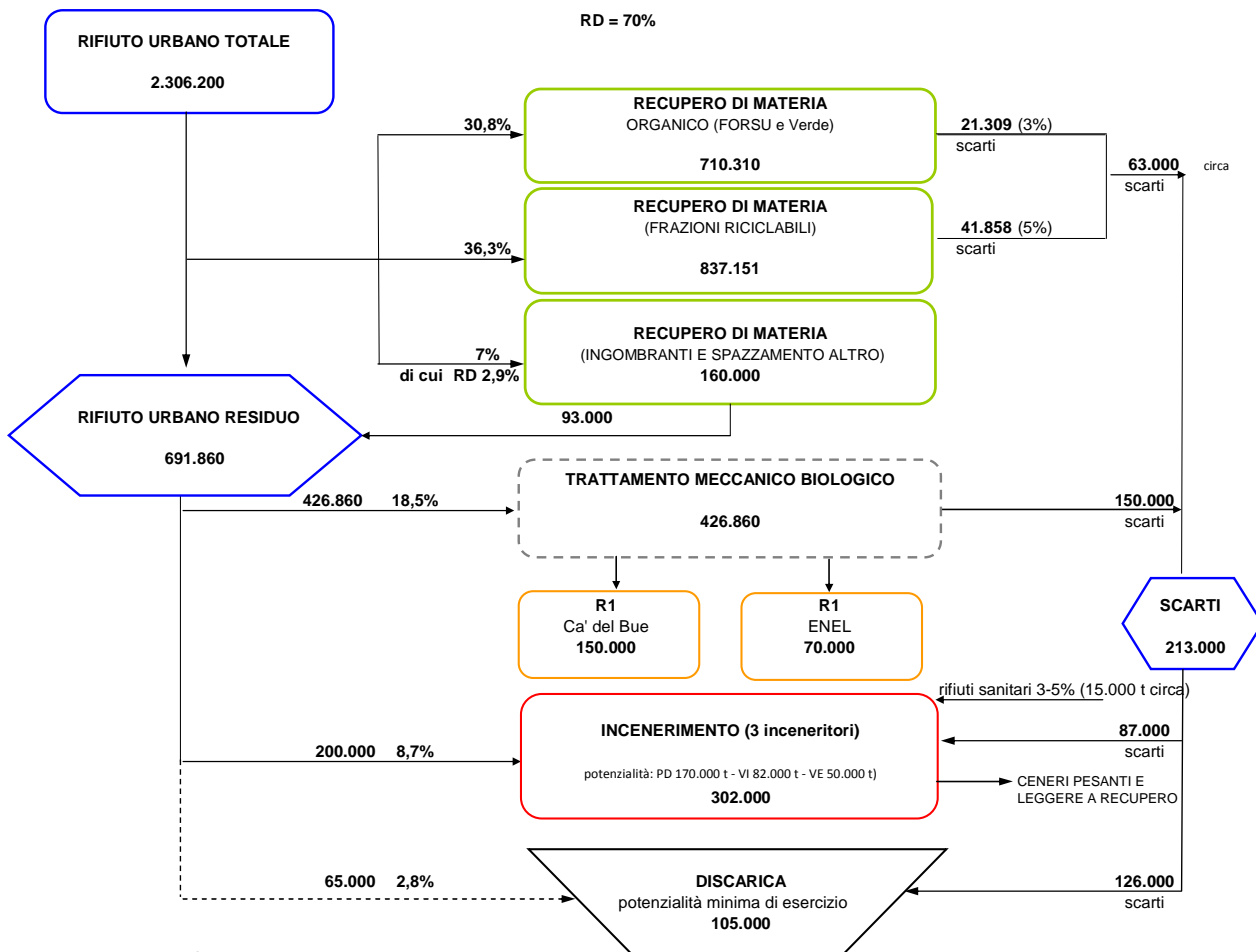 RD = 70%
RIFIUTO URBANO TOTALE
2.306.200
RECUPERO DI MATERIA
ORGANICO (FORSU e Verde)
710.310
30,8%
21.309 (3%)
scarti
63.000 circa
scarti
RECUPERO DI MATERIA
(FRAZIONI RICICLABILI)
837.151
36,3%
41.858 (5%)
scarti
RECUPERO DI MATERIA
(INGOMBRANTI E SPAZZAMENTO ALTRO)
160.000
7%
di cui RD 2,9%
93.000
RIFIUTO URBANO RESIDUO
691.860
TRATTAMENTO MECCANICO BIOLOGICO
426.860
426.860 18,5%
150.000
scarti
R1
Ca' del Bue
150.000
R1
ENEL
70.000
SCARTI
213.000
rifiuti sanitari 3-5% (15.000 t circa)
INCENERIMENTO (3 inceneritori)
potenzialità: PD 170.000 t - VI 82.000 t - VE 50.000 t)
302.000
200.000 8,7%
87.000
scarti
CENERI PESANTI E
LEGGERE A RECUPERO
DISCARICA
potenzialità minima di esercizio
105.000
65.000 2,8%
126.000
scarti